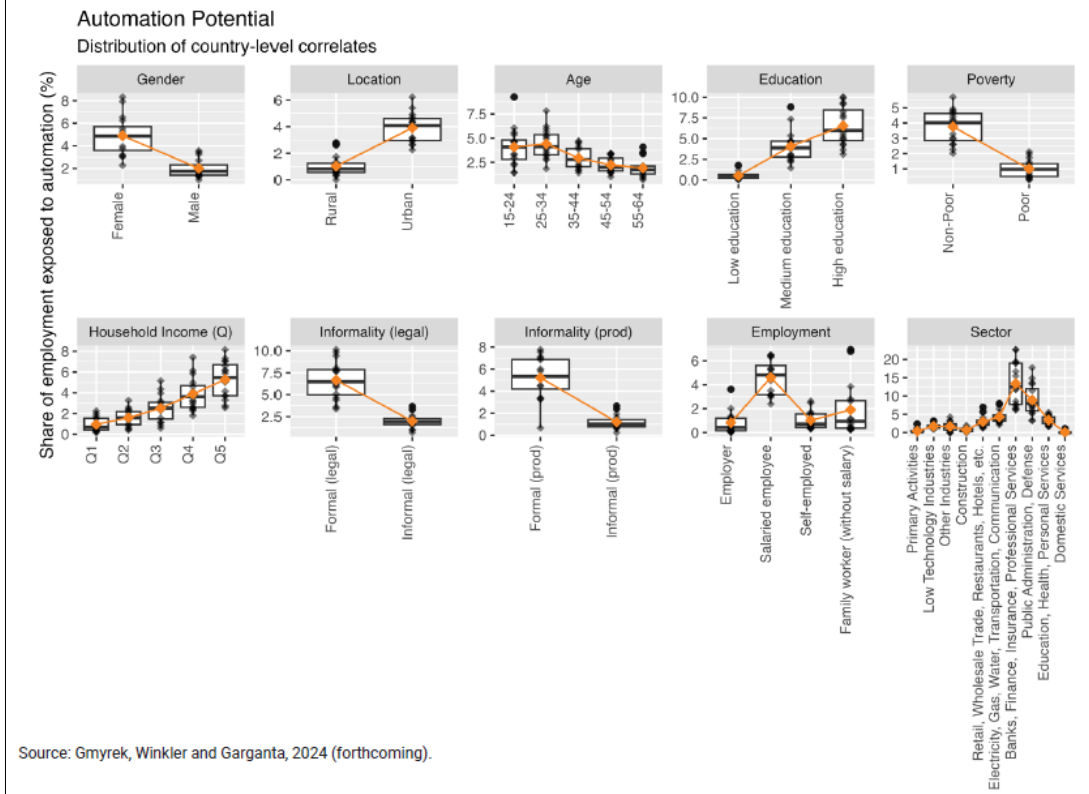 Automation Potential
Distribution of country-level correlates
Share of employment exposed to automation (%)
Gender
8
6
4
2
Female
Male
Location
6
4
2
0
Rural
Urban
Age
7.5
5.0
2.5
15-24
25-34
35-44
45-54
55-64
Education
10.0
7.5
5.0
2.5
0.0
Low education
Medium education
High education
Poverty
5
4
3
2
1
Non-Poor
Poor
Household Income (Q)
8
6
4
2
0
Q1
Q2
Q3
Q4
Q5
Informality (legal)
10.0
7.5
5.0
2.5
Formal (legal)
Informal (legal)
Informality (prod)
8
6
4
2
0
Formal (prod)
Informal (prod)
Employment
6
4
2
0
Employer
Salaried employee
Self-employed
Family worker (without salary)
Sector
20
15
10
5
0
Primary Activities
Low Technology Industries
Other Industries
Construction
Retail, Wholesale Trade, Restaurants, Hotels, etc.
Electricity, Gas, Water, Transportation, Communication
Banks, Finance, Insurance, Professional Services
Public Administration, Defense
Education, Health, Personal Services
Domestic Services
Source: Gmyrek, Winkler and Garganta, 2024 (forthcoming).